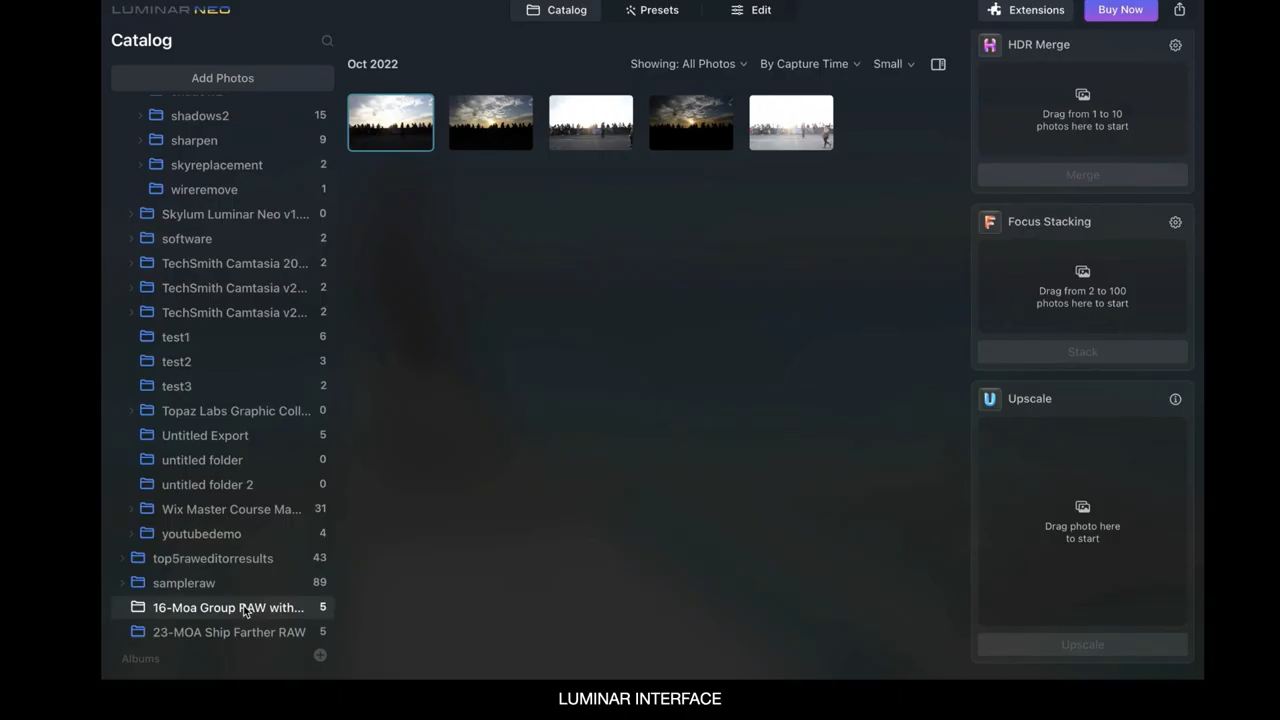 LUMINAR NEO
Catalog
Presets
Edit
Extensions
Buy Now
Catalog
Add Photos
shadows2 15
sharpen 9
skyreplacement 2
wireremove 1
Skylum Luminar Neo v1.... 0
software 2
TechSmith Camtasia 20... 2
TechSmith Camtasia v2... 2
TechSmith Camtasia v2... 2
test1 6
test2 3
test3 2
Topaz Labs Graphic Coll... 0
Untitled Export 5
untitled folder 0
untitled folder 2 0
Wix Master Course Ma... 31
youtubedemo 4
top5raweditorresults 43
sampleraw 89
16-Moa Group RAW with... 5
23-MOA Ship Farther RAW 5
Albums
Oct 2022
Showing: All Photos
By Capture Time
Small
HDR Merge
Drag from 1 to 10
photos here to start
Merge
Focus Stacking
Drag from 2 to 100
photos here to start
Stack
Upscale
Drag photo here
to start
Upscale
LUMINAR INTERFACE